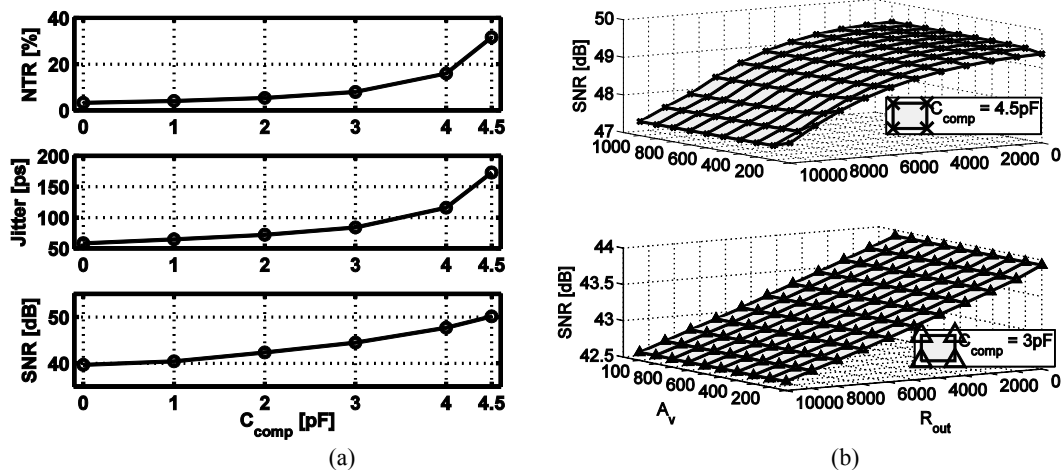 40
20
0
NTR [%]
0 1 2 3 4 4.5
200
150
100
50
Jitter [ps]
0 1 2 3 4 4.5
50
40
SNR [dB]
0 1 2 3 4 4.5
C_comp [pF]
(a)
50
49
48
47
SNR [dB]
C_comp = 4.5pF
1000 800 600 400 200
10000 8000 6000 4000 2000 0
44
43.5
43
42.5
SNR [dB]
C_comp = 3pF
1000 800 600 400 200
10000 8000 6000 4000 2000 0
A_v
R_out
(b)